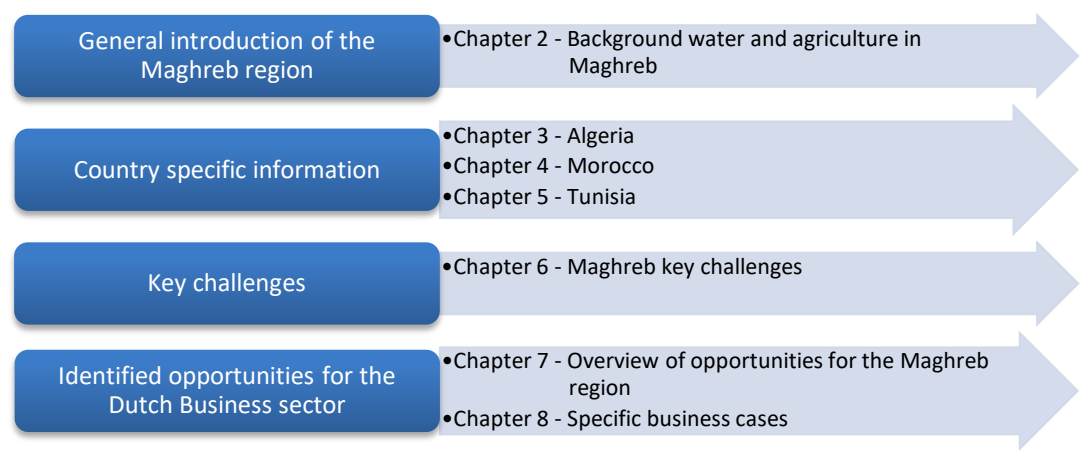 General introduction of the
Maghreb region
•Chapter 2 - Background water and agriculture in
Maghreb
Country specific information
•Chapter 3 - Algeria
•Chapter 4 - Morocco
•Chapter 5 - Tunisia
Key challenges
•Chapter 6 - Maghreb key challenges
Identified opportunities for the
Dutch Business sector
•Chapter 7 - Overview of opportunities for the Maghreb
region
•Chapter 8 - Specific business cases